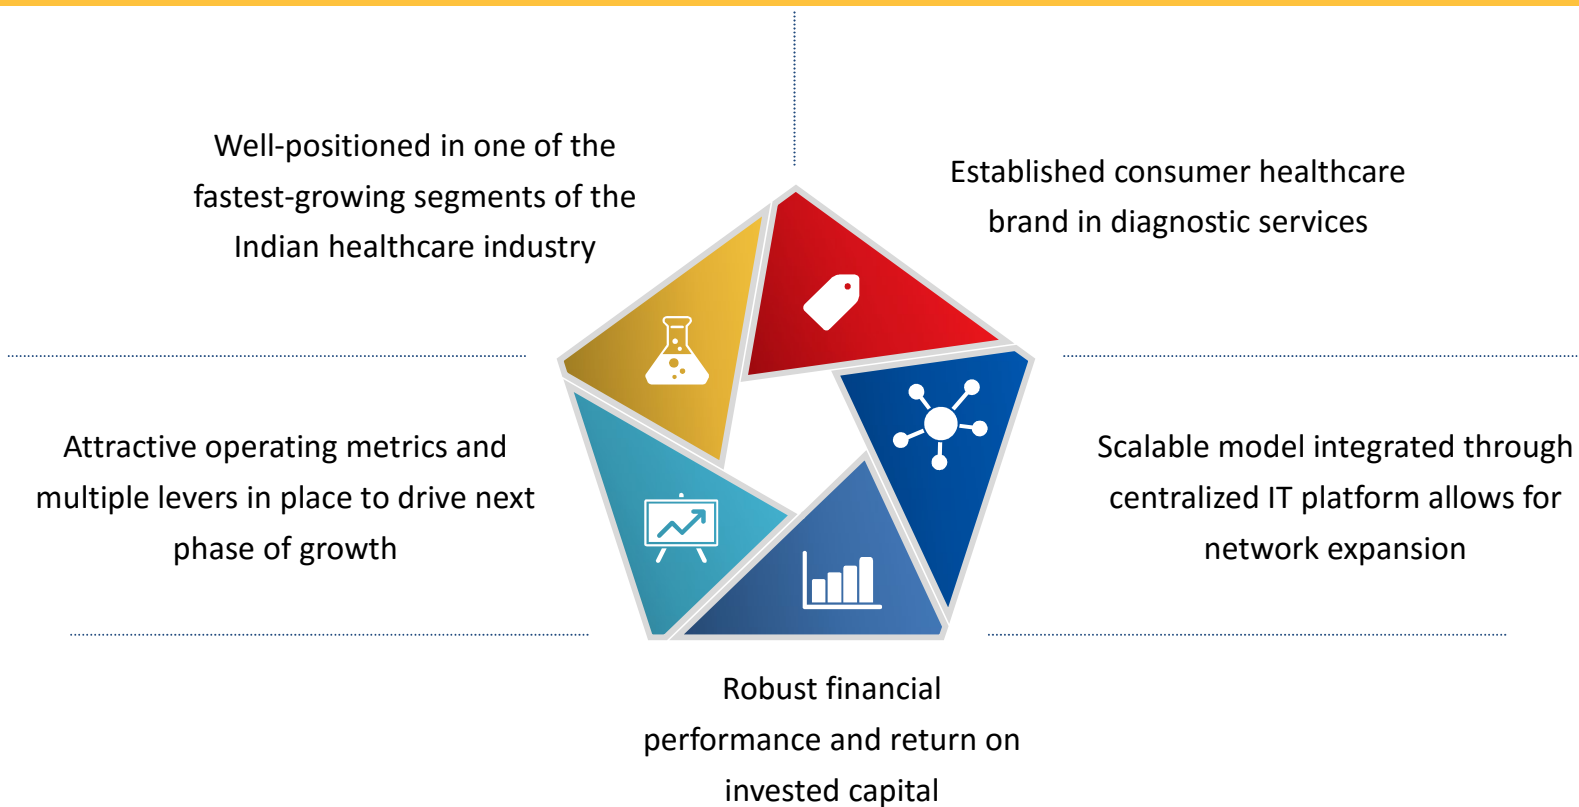 Well-positioned in one of the
fastest-growing segments of the
Indian healthcare industry
Established consumer healthcare
brand in diagnostic services
Attractive operating metrics and
multiple levers in place to drive next
phase of growth
Scalable model integrated through
centralized IT platform allows for
network expansion
Robust financial
performance and return on
invested capital